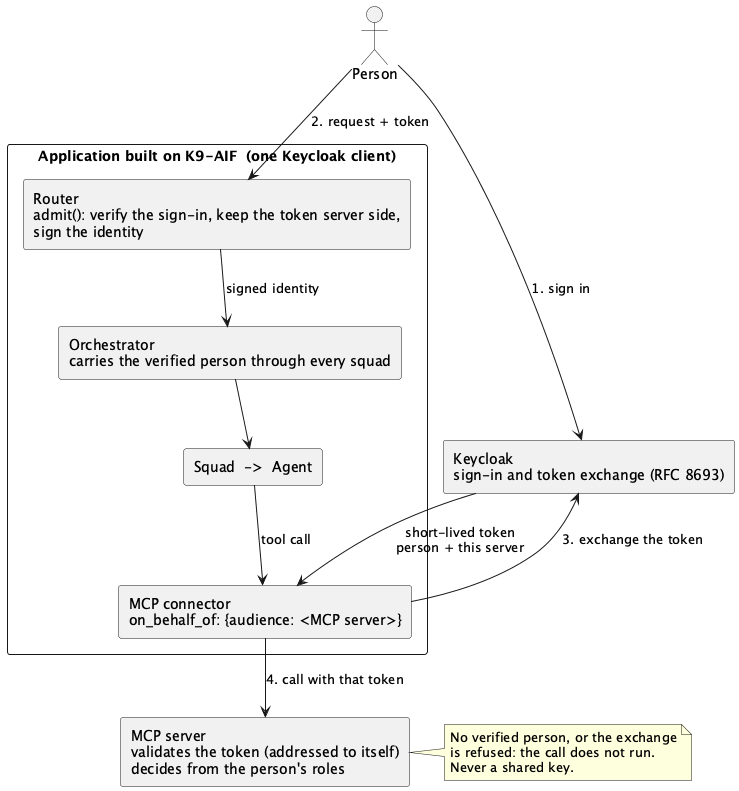 Person
2. request + token
Application built on K9-AIF  (one Keycloak client)
Router
admit(): verify the sign-in, keep the token server side,
sign the identity
signed identity
1. sign in
Orchestrator
carries the verified person through every squad
Squad  ->  Agent
Keycloak
sign-in and token exchange (RFC 8693)
tool call
short-lived token
person + this server
3. exchange the token
MCP connector
on_behalf_of: {audience: <MCP server>}
4. call with that token
MCP server
validates the token (addressed to itself)
decides from the person's roles
No verified person, or the exchange
is refused: the call does not run.
Never a shared key.